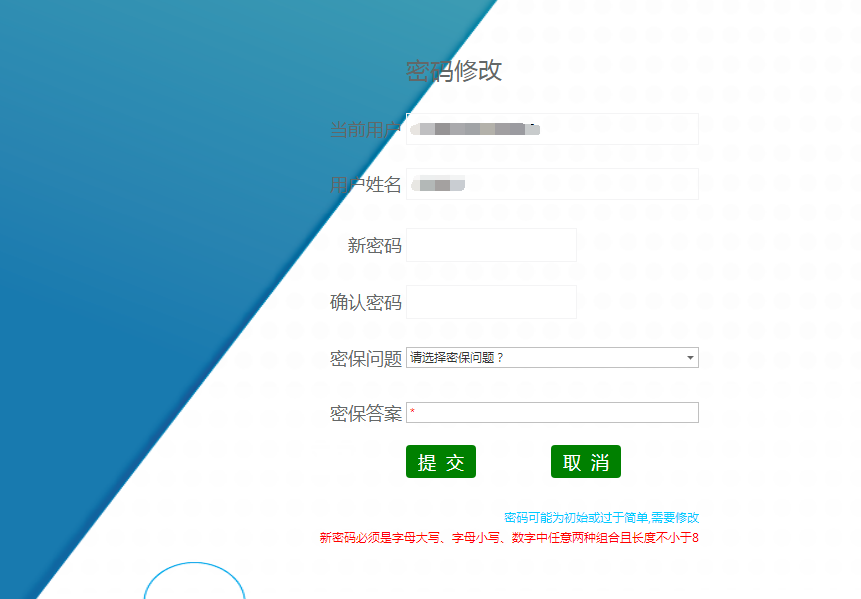 密码修改
当前用户
用户姓名
新密码
确认密码
密保问题 请选择密保问题？
密保答案 *
提 交 取 消
密码可能为初始或过于简单,需要修改
新密码必须是字母大写、字母小写、数字中任意两种组合且长度不小于8